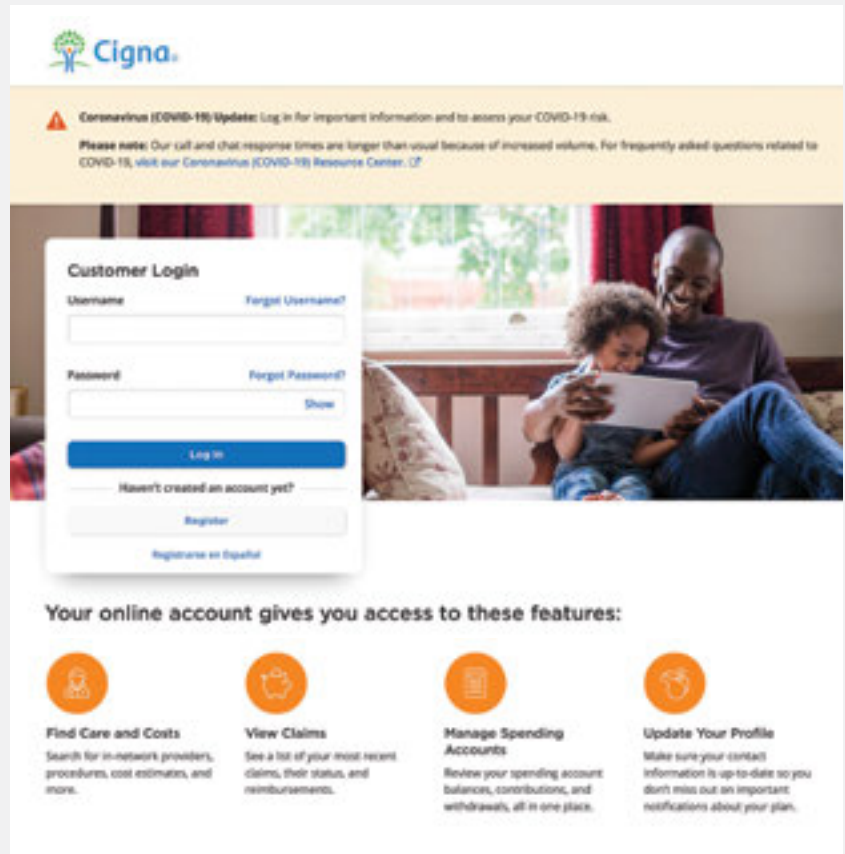 Cigna.
Coronavirus (COVID-19) Update: Log in for important information and to assess your COVID-19 risk.
Please note: Our call and chat response times are longer than usual because of increased volume. For frequently asked questions related to
COVID-19, visit our Coronavirus (COVID-19) Resource Center.
Customer Login
Username Forgot Username?
Password Forgot Password?
Show
Log in
Haven't created an account yet?
Register
Registrarse en Español
Your online account gives you access to these features:
Find Care and Costs
Search for in-network providers,
procedures, cost estimates, and
more.
View Claims
See a list of your most recent
claims, their status, and
reimbursements.
Manage Spending
Accounts
Review your spending account
balances, contributions, and
withdrawals, all in one place.
Update Your Profile
Make sure your contact
information is up-to-date so you
don't miss out on important
notifications about your plan.